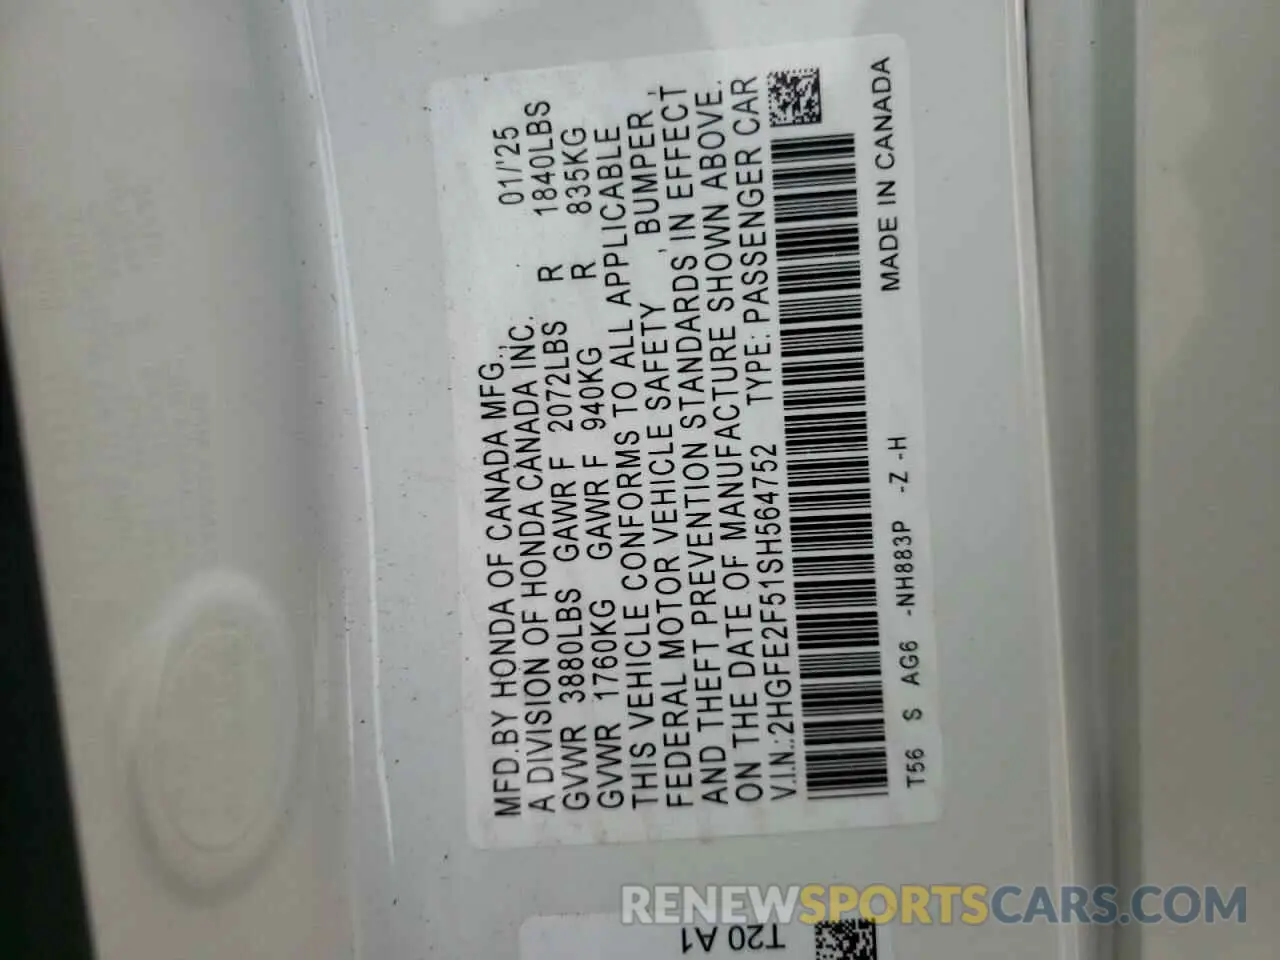 MFD.BY HONDA OF CANADA MFG., 01/'25
A DIVISION OF HONDA CANADA INC.
GVWR 3880LBS GAWR F 2072LBS R 1840LBS
GVWR 1760KG GAWR F 940KG R 835KG
THIS VEHICLE CONFORMS TO ALL APPLICABLE
FEDERAL MOTOR VEHICLE SAFETY, BUMPER,
AND THEFT PREVENTION STANDARDS IN EFFECT
ON THE DATE OF MANUFACTURE SHOWN ABOVE.
V.I.N.:2HGFE2F51SH564752 TYPE: PASSENGER CAR
T56 S AG6 -NH883P -Z -H MADE IN CANADA
T20 A1
RENEWSPORTSCARS.COM